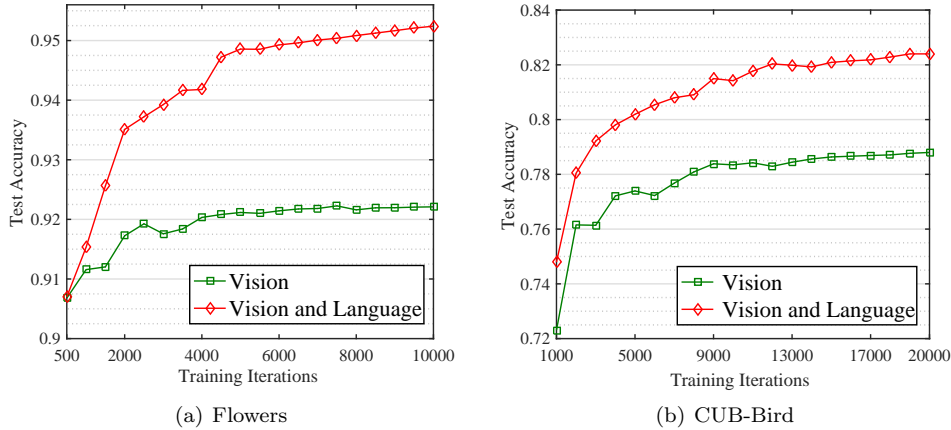 0.95
0.94
0.93
0.92
0.91
0.9
Test Accuracy
Vision
Vision and Language
500 2000 4000 6000 8000 10000
Training Iterations
(a) Flowers
0.84
0.82
0.8
0.78
0.76
0.74
0.72
Test Accuracy
Vision
Vision and Language
1000 5000 9000 13000 17000 20000
Training Iterations
(b) CUB-Bird